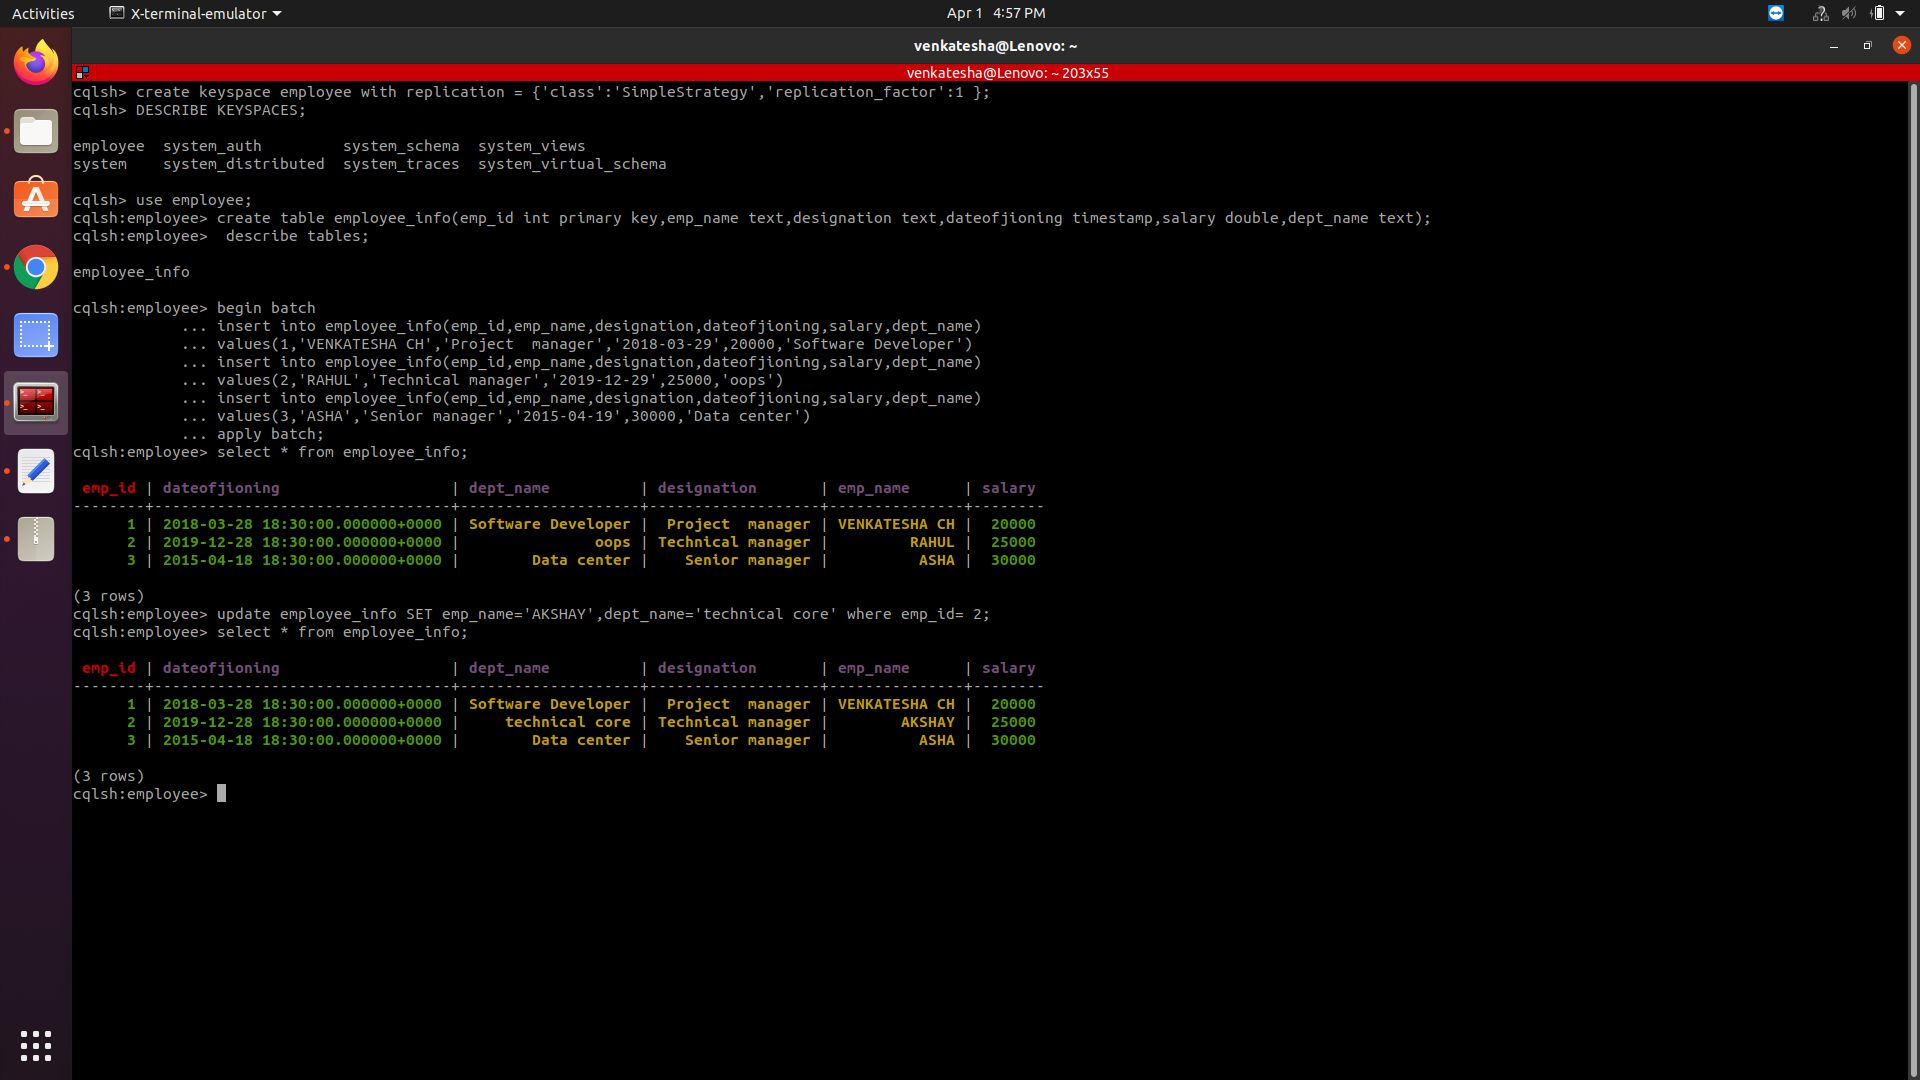 Activities X-terminal-emulator Apr 1 4:57 PM
venkatesha@Lenovo: ~
venkatesha@Lenovo: ~ 203x55
cqlsh> create keyspace employee with replication = {'class':'SimpleStrategy','replication_factor':1 };
cqlsh> DESCRIBE KEYSPACES;
employee  system_auth         system_schema  system_views
system    system_distributed  system_traces  system_virtual_schema
cqlsh> use employee;
cqlsh:employee> create table employee_info(emp_id int primary key,emp_name text,designation text,dateofjioning timestamp,salary double,dept_name text);
cqlsh:employee>  describe tables;
employee_info
cqlsh:employee> begin batch
            ... insert into employee_info(emp_id,emp_name,designation,dateofjioning,salary,dept_name)
            ... values(1,'VENKATESHA CH','Project  manager','2018-03-29',20000,'Software Developer')
            ... insert into employee_info(emp_id,emp_name,designation,dateofjioning,salary,dept_name)
            ... values(2,'RAHUL','Technical manager','2019-12-29',25000,'oops')
            ... insert into employee_info(emp_id,emp_name,designation,dateofjioning,salary,dept_name)
            ... values(3,'ASHA','Senior manager','2015-04-19',30000,'Data center')
            ... apply batch;
cqlsh:employee> select * from employee_info;
 emp_id | dateofjioning                   | dept_name          | designation       | emp_name      | salary
--------+---------------------------------+--------------------+-------------------+---------------+--------
      1 | 2018-03-28 18:30:00.000000+0000 | Software Developer |  Project  manager | VENKATESHA CH |  20000
      2 | 2019-12-28 18:30:00.000000+0000 |               oops | Technical manager |         RAHUL |  25000
      3 | 2015-04-18 18:30:00.000000+0000 |        Data center |    Senior manager |          ASHA |  30000
(3 rows)
cqlsh:employee> update employee_info SET emp_name='AKSHAY',dept_name='technical core' where emp_id= 2;
cqlsh:employee> select * from employee_info;
 emp_id | dateofjioning                   | dept_name          | designation       | emp_name      | salary
--------+---------------------------------+--------------------+-------------------+---------------+--------
      1 | 2018-03-28 18:30:00.000000+0000 | Software Developer |  Project  manager | VENKATESHA CH |  20000
      2 | 2019-12-28 18:30:00.000000+0000 |     technical core | Technical manager |        AKSHAY |  25000
      3 | 2015-04-18 18:30:00.000000+0000 |        Data center |    Senior manager |          ASHA |  30000
(3 rows)
cqlsh:employee>